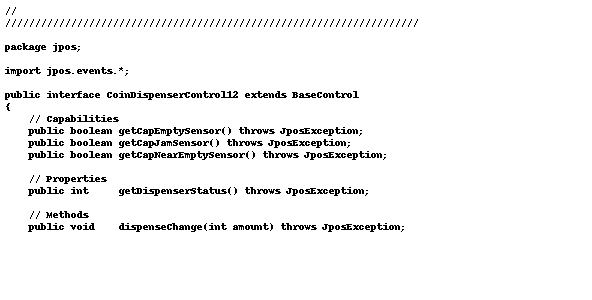 //
//////////////////////////////////////////////////////////////////////
package jpos;
import jpos.events.*;
public interface CoinDispenserControl12 extends BaseControl
{
    // Capabilities
    public boolean getCapEmptySensor() throws JposException;
    public boolean getCapJamSensor() throws JposException;
    public boolean getCapNearEmptySensor() throws JposException;
    // Properties
    public int     getDispenserStatus() throws JposException;
    // Methods
    public void    dispenseChange(int amount) throws JposException;